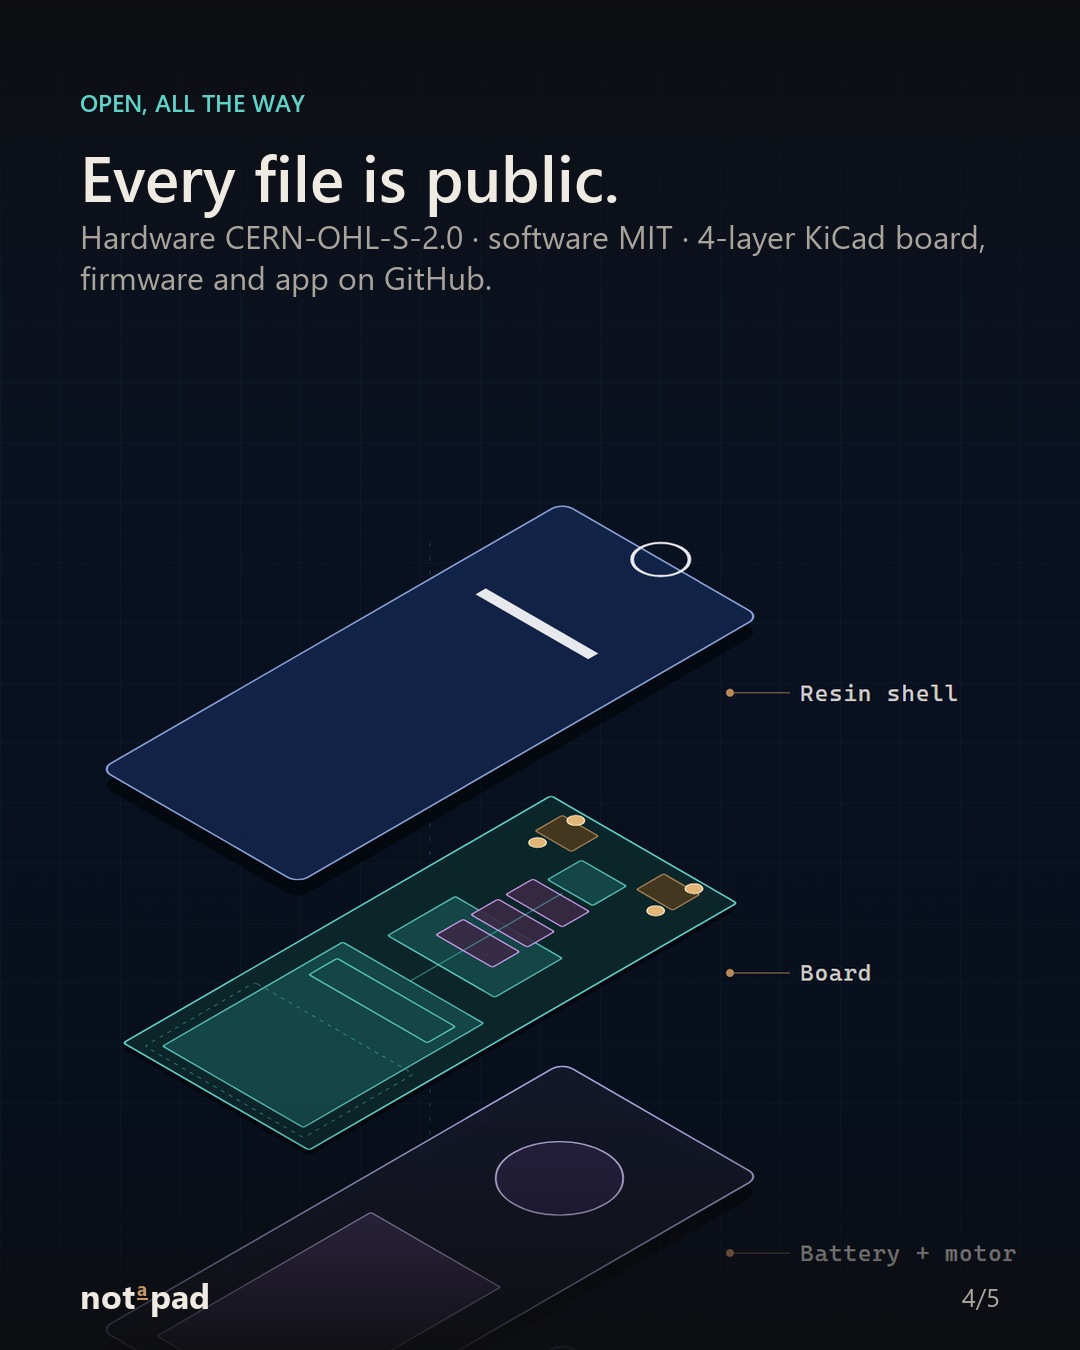 OPEN, ALL THE WAY
Every file is public.
Hardware CERN-OHL-S-2.0 · software MIT · 4-layer KiCad board,
firmware and app on GitHub.
Resin shell
Board
Battery + motor
notapad
4/5